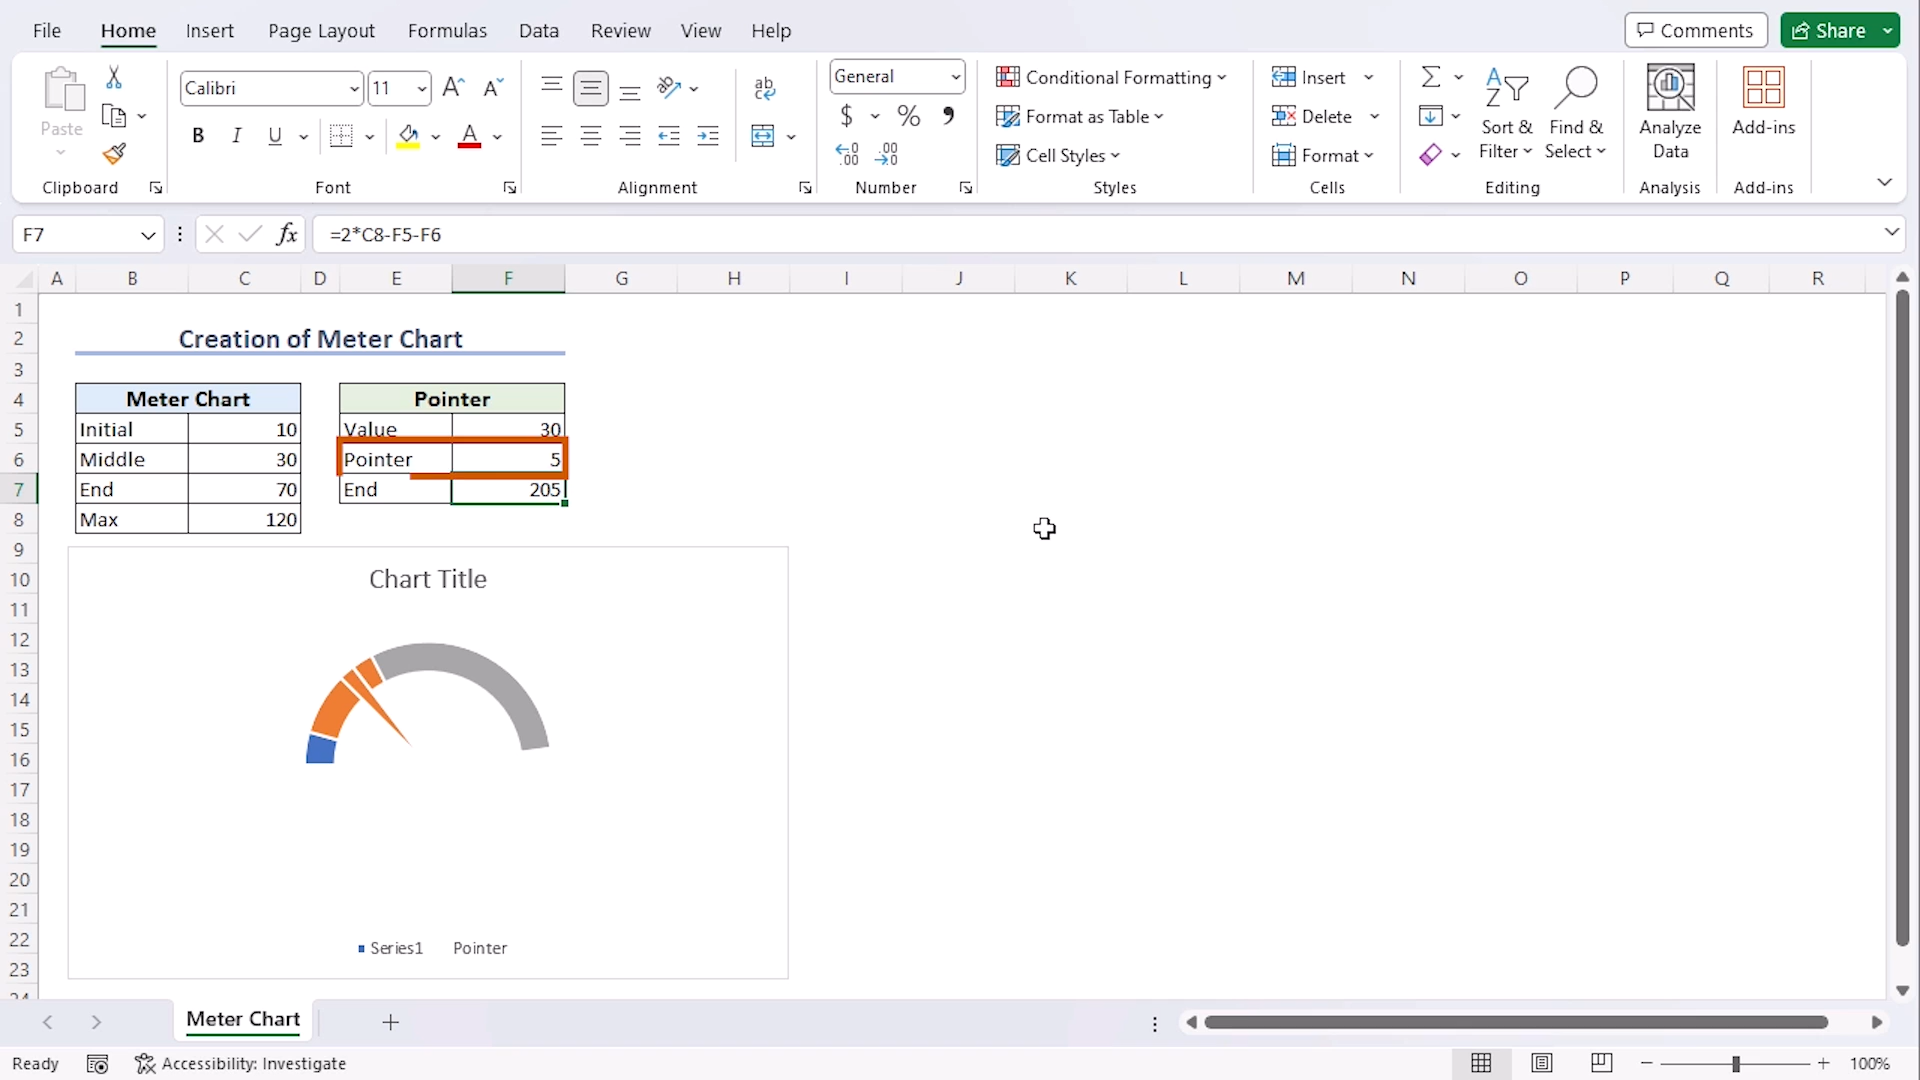 File Home Insert Page Layout Formulas Data Review View Help Comments Share
Calibri 11 ab General Conditional Formatting Insert Σ A
Paste B I U A c $ % , Format as Table Delete Z Sort & Find & Analyze Add-ins
Cell Styles Format Filter Select Data
Clipboard Font Alignment Number Styles Cells Editing Analysis Add-ins
F7 fx =2*C8-F5-F6
A B C D E F G H I J K L M N O P Q R
1
2 Creation of Meter Chart
3
4 Meter Chart Pointer
5 Initial 10 Value 30
6 Middle 30 Pointer 5
7 End 70 End 205
8 Max 120
9
10 Chart Title
11
12
13
14
15
16
17
18
19
20
21
22 Series1 Pointer
23
24
Meter Chart
Ready Accessibility: Investigate 100%